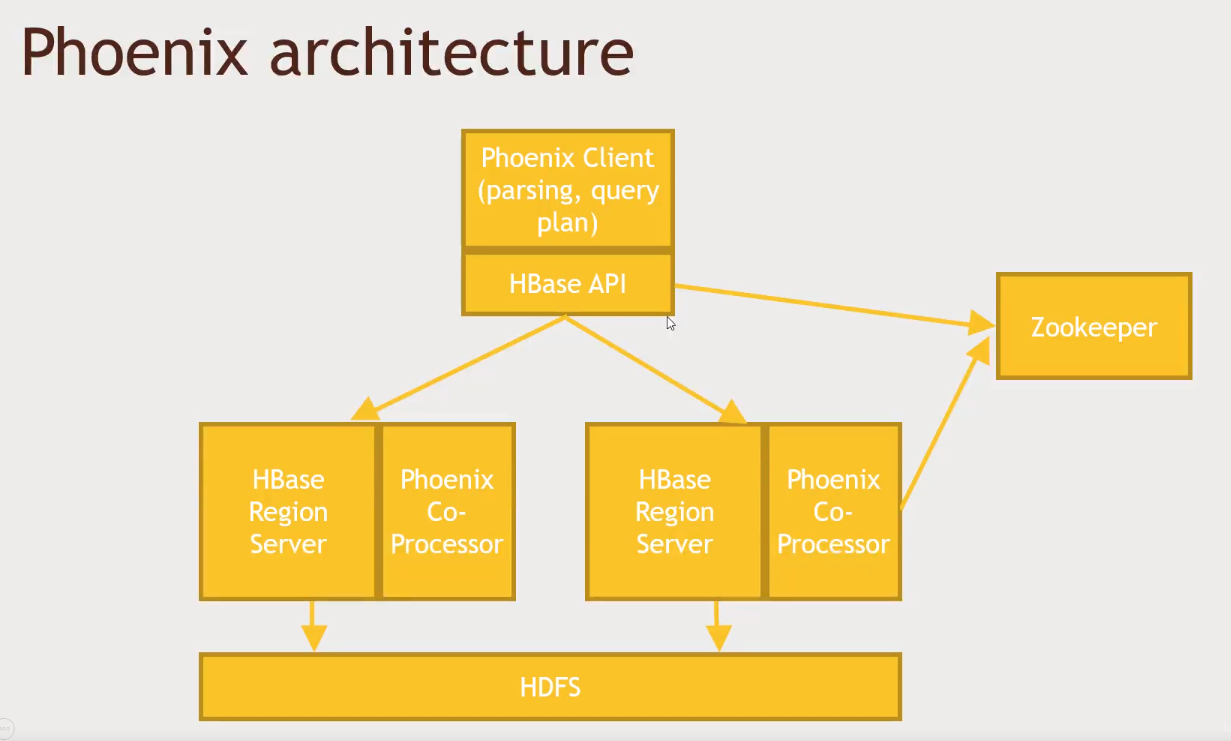 Phoenix architecture
Phoenix Client
(parsing, query
plan)
HBase API
Zookeeper
HBase
Region
Server
Phoenix
Co-
Processor
HBase
Region
Server
Phoenix
Co-
Processor
HDFS